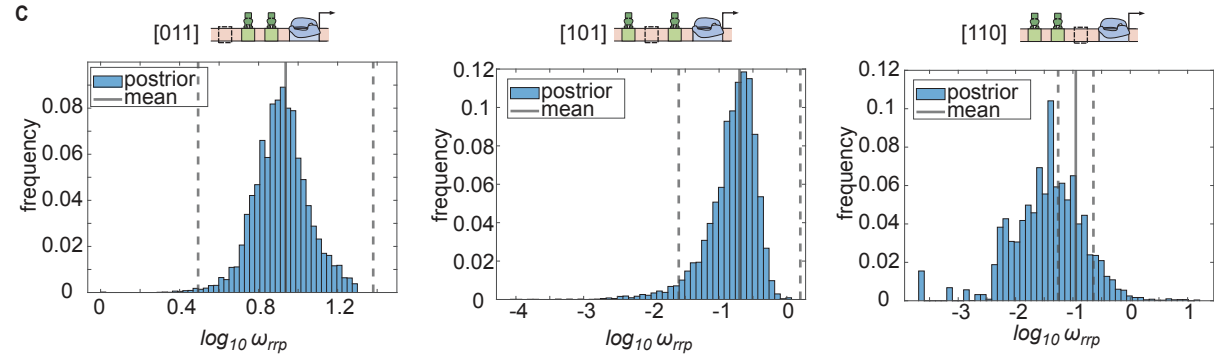 C
[011]
postrior
mean
frequency
0.08
0.06
0.04
0.02
0
0
0.4
0.8
1.2
log10 ωrrp
[101]
postrior
mean
frequency
0.12
0.1
0.08
0.06
0.04
0.02
0
-4
-3
-2
-1
0
log10 ωrrp
[110]
postrior
mean
frequency
0.12
0.1
0.08
0.06
0.04
0.02
0
-3
-2
-1
0
1
log10 ωrrp